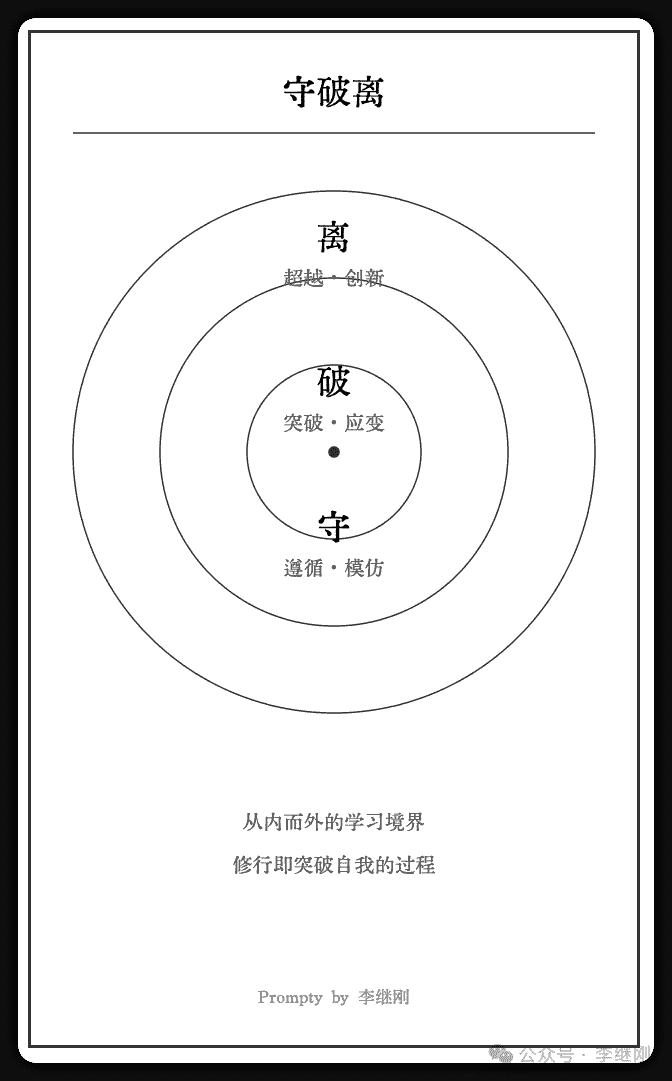 守破离
离
超越·创新
破
突破·应变
守
遵循·模仿
从内而外的学习境界
修行即突破自我的过程
Prompty by 李继刚
公众号·李继刚